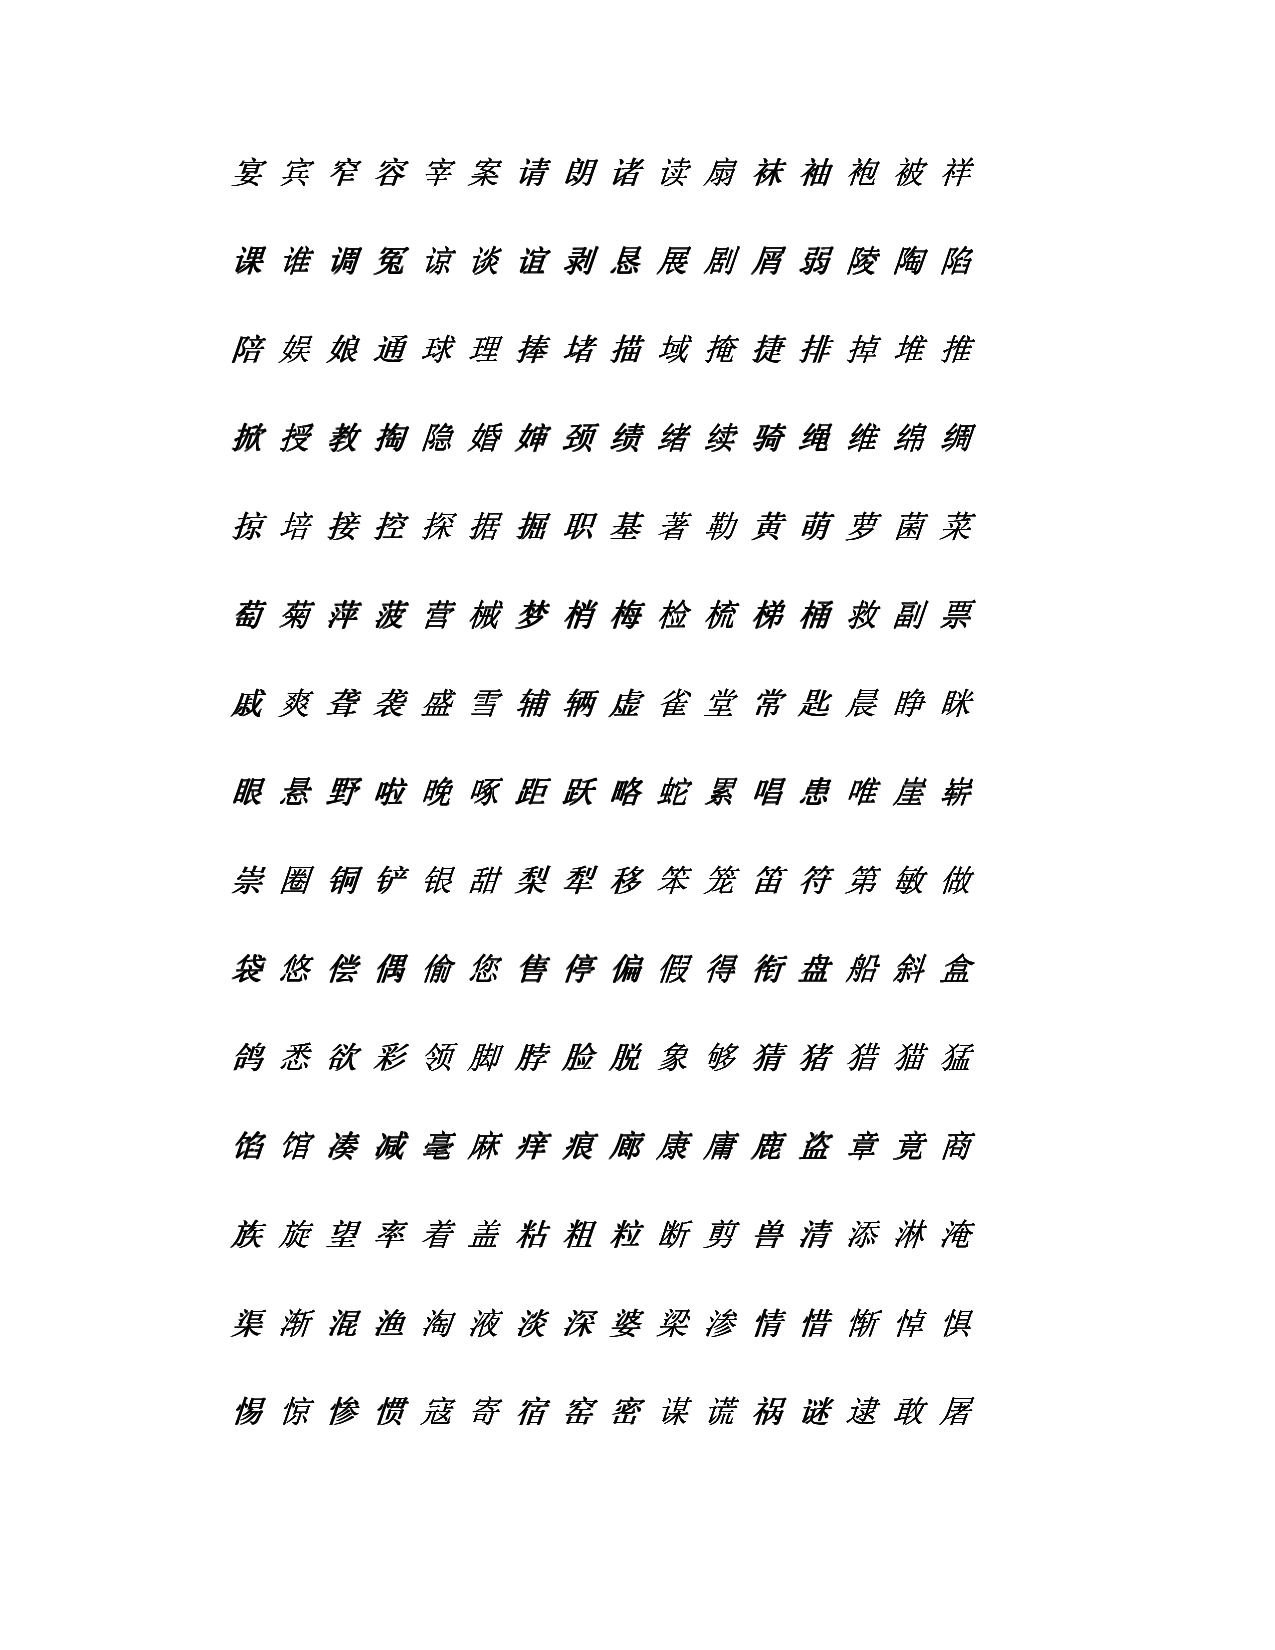 宴 宾 窄 容 宰 案 请 朗 诸 读 扇 袜 袖 袍 被 祥
课 谁 调 冤 谅 谈 谊 剥 恳 展 剧 屑 弱 陵 陶 陷
陪 娱 娘 通 球 理 捧 堵 描 域 掩 捷 排 掉 堆 推
掀 授 教 掏 隐 婚 婶 颈 绩 绪 续 骑 绳 维 绵 绸
掠 培 接 控 探 据 掘 职 基 著 勒 黄 萌 萝 菌 菜
萄 菊 萍 菠 营 械 梦 梢 梅 检 梳 梯 桶 救 副 票
戚 爽 聋 袭 盛 雪 辅 辆 虚 雀 堂 常 匙 晨 睁 眯
眼 悬 野 啦 晚 啄 距 跃 略 蛇 累 唱 患 唯 崖 崭
崇 圈 铜 铲 银 甜 梨 犁 移 笨 笼 笛 符 第 敏 做
袋 悠 偿 偶 偷 您 售 停 偏 假 得 衔 盘 船 斜 盒
鸽 悉 欲 彩 领 脚 脖 脸 脱 象 够 猜 猪 猎 猫 猛
馅 馆 凑 减 毫 麻 痒 痕 廊 康 庸 鹿 盗 章 竟 商
族 旋 望 率 着 盖 粘 粗 粒 断 剪 兽 清 添 淋 淹
渠 渐 混 渔 淘 液 淡 深 婆 梁 渗 情 惜 惭 悼 惧
惕 惊 惨 惯 寇 寄 宿 窑 密 谋 谎 祸 谜 逮 敢 屠